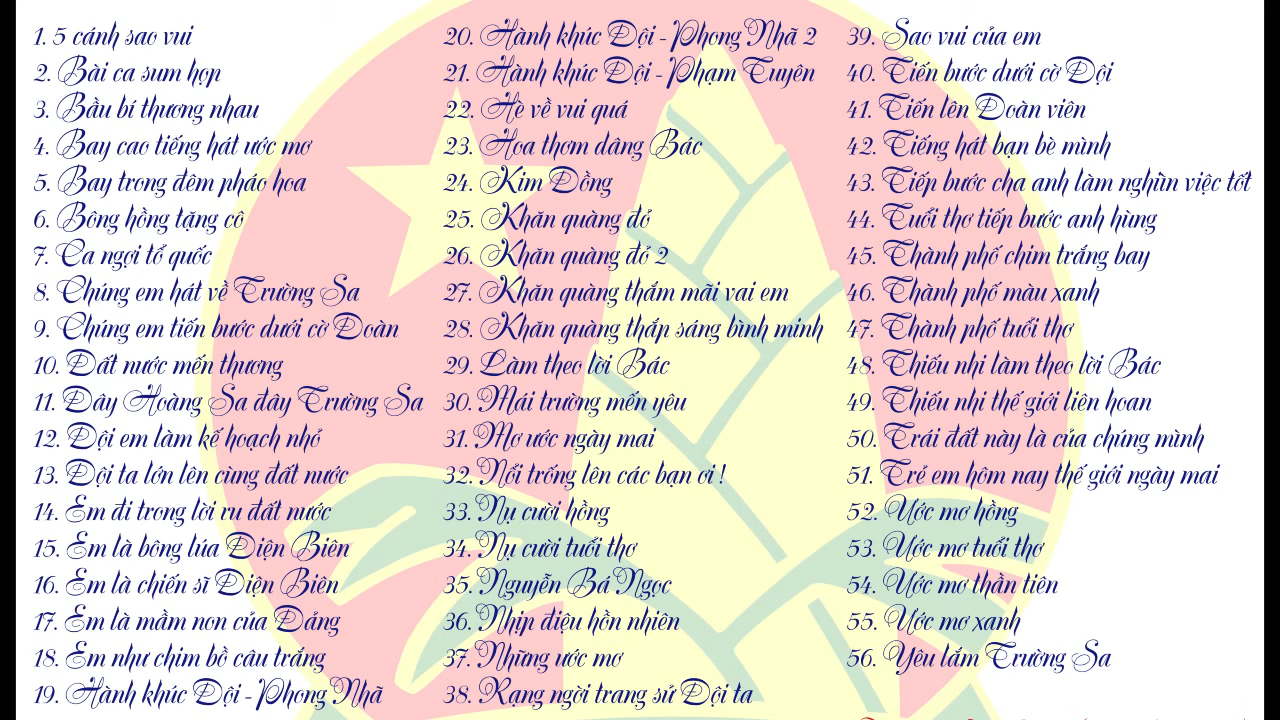 1. 5 cánh sao vui
2. Bài ca sum họp
3. Bầu bí thương nhau
4. Bay cao tiếng hát ước mơ
5. Bay trong đêm pháo hoa
6. Bông hồng tặng cô
7. Ca ngợi tổ quốc
8. Chúng em hát về Trường Sa
9. Chúng em tiến bước dưới cờ Đoàn
10. Đất nước mến thương
11. Đây Hoàng Sa đây Trường Sa
12. Đội em làm kế hoạch nhỏ
13. Đội ta lớn lên cùng đất nước
14. Em đi trong lời ru đất nước
15. Em là bông lúa Điện Biên
16. Em là chiến sĩ Điện Biên
17. Em là mầm non của Đảng
18. Em như chim bồ câu trắng
19. Hành khúc Đội - Phong Nhã
20. Hành khúc Đội - Phong Nhã 2
21. Hành khúc Đội - Phạm Tuyên
22. Hè về vui quá
23. Hoa thơm dâng Bác
24. Kim Đồng
25. Khăn quàng đỏ
26. Khăn quàng đỏ 2
27. Khăn quàng thắm mãi vai em
28. Khăn quàng thắp sáng bình minh
29. Làm theo lời Bác
30. Mái trường mến yêu
31. Mơ ước ngày mai
32. Nổi trống lên các bạn ơi !
33. Nụ cười hồng
34. Nụ cười tuổi thơ
35. Nguyễn Bá Ngọc
36. Nhịp điệu hồn nhiên
37. Những ước mơ
38. Rạng ngời trang sử Đội ta
39. Sao vui của em
40. Tiến bước dưới cờ Đội
41. Tiến lên Đoàn viên
42. Tiếng hát bạn bè mình
43. Tiếp bước cha anh làm nghìn việc tốt
44. Tuổi thơ tiếp bước anh hùng
45. Thành phố chim trắng bay
46. Thành phố màu xanh
47. Thành phố tuổi thơ
48. Thiếu nhi làm theo lời Bác
49. Thiếu nhi thế giới liên hoan
50. Trái đất này là của chúng mình
51. Trẻ em hôm nay thế giới ngày mai
52. Ước mơ hồng
53. Ước mơ tuổi thơ
54. Ước mơ thần tiên
55. Ước mơ xanh
56. Yêu lắm Trường Sa